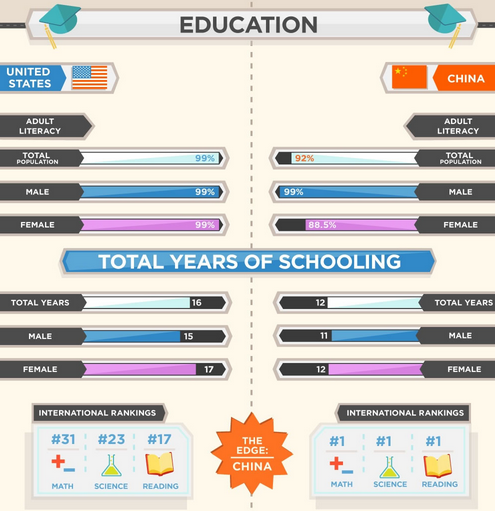 EDUCATION
UNITED
STATES
CHINA
ADULT
LITERACY
ADULT
LITERACY
TOTAL
POPULATION
99%
92%
TOTAL
POPULATION
MALE
99%
99%
MALE
FEMALE
99%
88.5%
FEMALE
TOTAL YEARS OF SCHOOLING
TOTAL YEARS
16
12
TOTAL YEARS
MALE
15
11
MALE
FEMALE
17
12
FEMALE
INTERNATIONAL RANKINGS
#31 #23 #17
MATH SCIENCE READING
THE
EDGE:
CHINA
INTERNATIONAL RANKINGS
#1 #1 #1
MATH SCIENCE READING